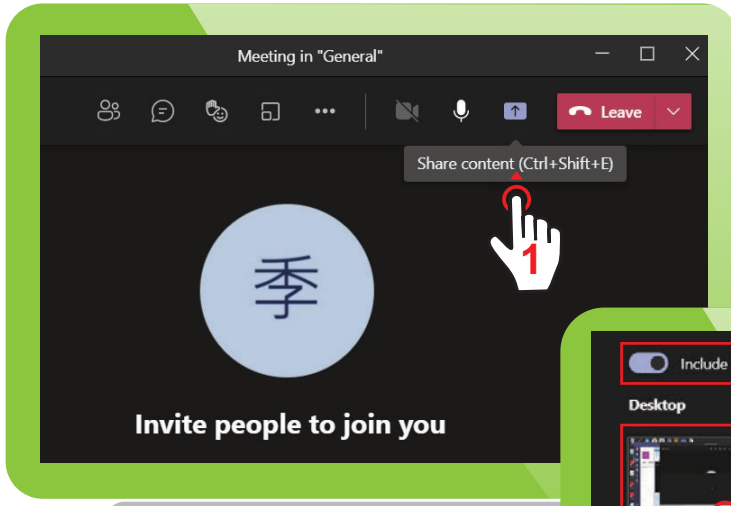 Meeting in "General"
Leave
Share content (Ctrl+Shift+E)
1
季
Invite people to join you
Include
Desktop